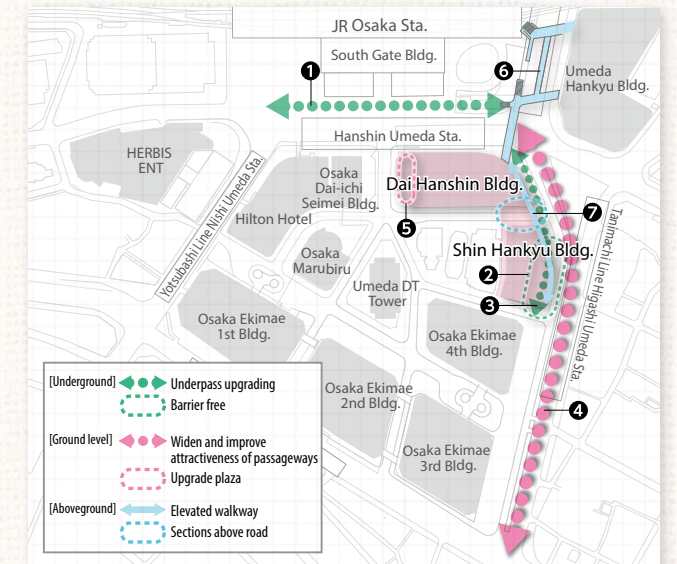 JR Osaka Sta.
South Gate Bldg.
1
6
Umeda
Hankyu Bldg.
Hanshin Umeda Sta.
HERBIS
ENT
Yotsubashi Line Nishi Umeda Sta.
Osaka
Dai-ichi
Seimei Bldg.
Hilton Hotel
Dai Hanshin Bldg.
5
7
Tanimachi Line Higashi Umeda Sta.
Osaka
Marubiru
Shin Hankyu Bldg.
2
Umeda DT
Tower
3
Osaka Ekimae
1st Bldg.
Osaka Ekimae
4th Bldg.
Osaka Ekimae
2nd Bldg.
4
Osaka Ekimae
3rd Bldg.
[Underground] Underpass upgrading
Barrier free
[Ground level] Widen and improve
attractiveness of passageways
Upgrade plaza
[Aboveground] Elevated walkway
Sections above road